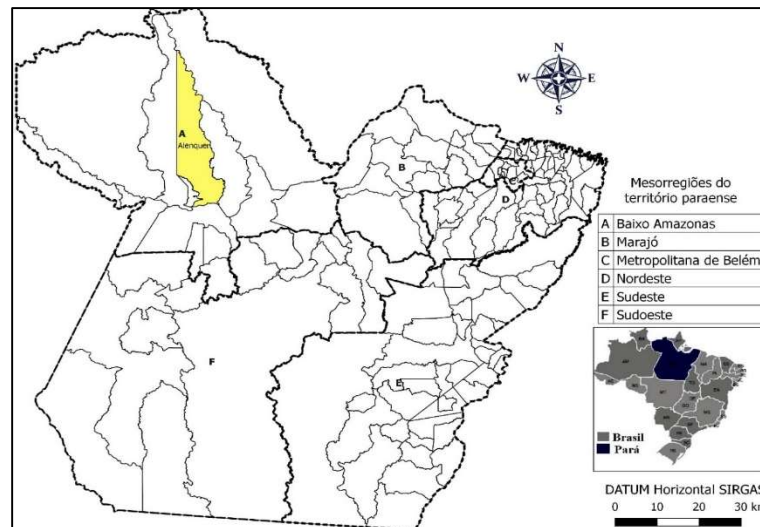 N
W E
S
A
Alenquer
B
C
D
E
F
Mesorregiões do
território paraense
A Baixo Amazonas
B Marajó
C Metropolitana de Belém
D Nordeste
E Sudeste
F Sudoeste
Brasil
Pará
DATUM Horizontal SIRGAS
0 10 20 30 km